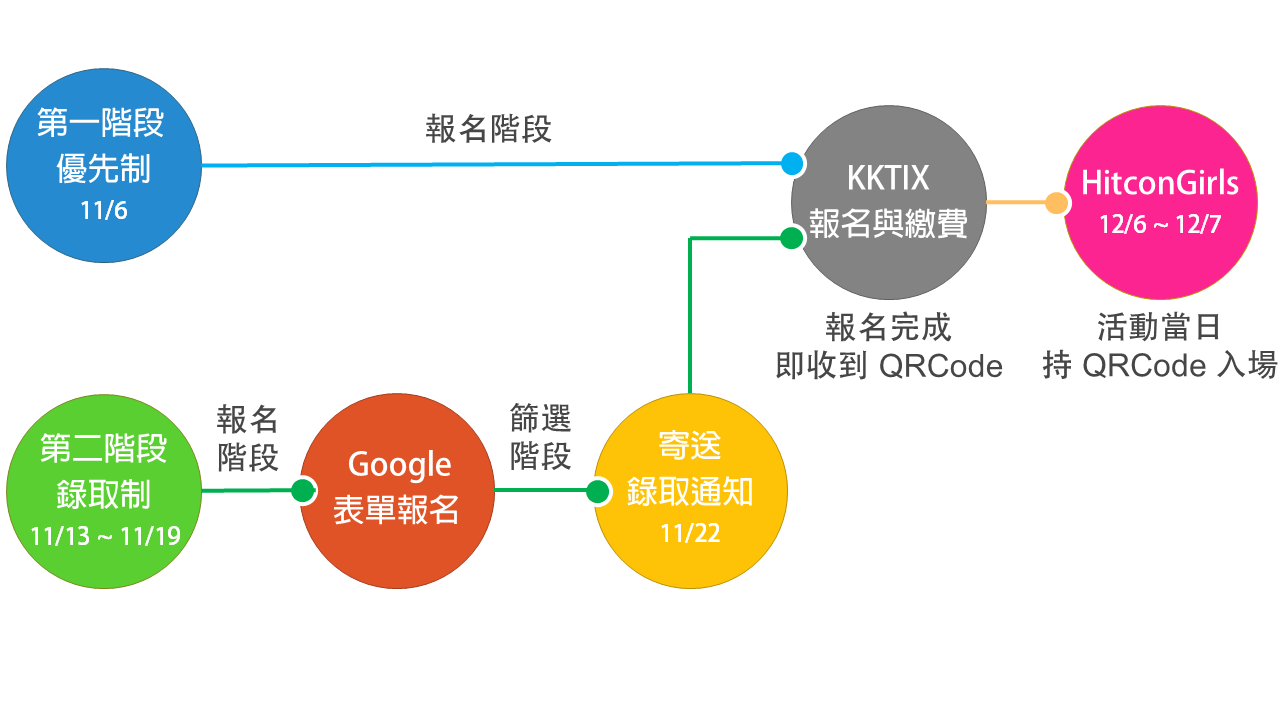 第一階段
優先制
11/6
報名階段
KKTIX
報名與繳費
HitconGirls
12/6 ~ 12/7
報名完成
即收到 QRCode
活動當日
持 QRCode 入場
第二階段
錄取制
11/13 ~ 11/19
報名
階段
Google
表單報名
篩選
階段
寄送
錄取通知
11/22